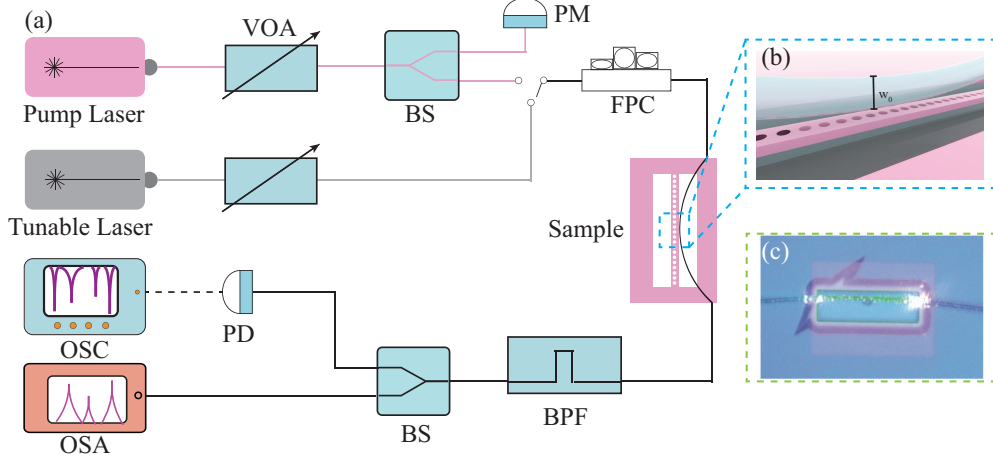 (a)
PM
VOA
Pump Laser
BS
FPC
(b)
w₀
Tunable Laser
Sample
(c)
OSC
PD
OSA
BS
BPF